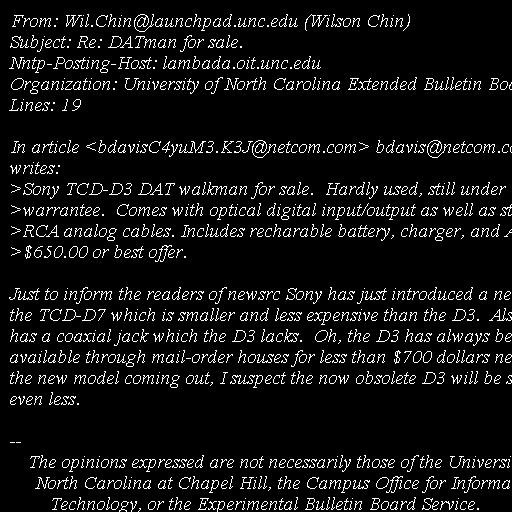 From: Wil.Chin@launchpad.unc.edu (Wilson Chin)
Subject: Re: DATman for sale.
Nntp-Posting-Host: lambada.oit.unc.edu
Organization: University of North Carolina Extended Bulletin
Lines: 19

In article <bdavisC4yuM3.K3J@netcom.com> bdavis@netcom.co
writes:
>Sony TCD-D3 DAT walkman for sale.  Hardly used, still under
>warrantee.  Comes with optical digital input/output as well as
>RCA analog cables. Includes recharable battery, charger, and
>$650.00 or best offer.

Just to inform the readers of newsrc Sony has just introduced a
the TCD-D7 which is smaller and less expensive than the D3.
has a coaxial jack which the D3 lacks.  Oh, the D3 has always
available through mail-order houses for less than $700 dollars
the new model coming out, I suspect the now obsolete D3 will be
even less.

--
The opinions expressed are not necessarily those of the
North Carolina at Chapel Hill, the Campus Office for
Technology, or the Experimental Bulletin Board Service.